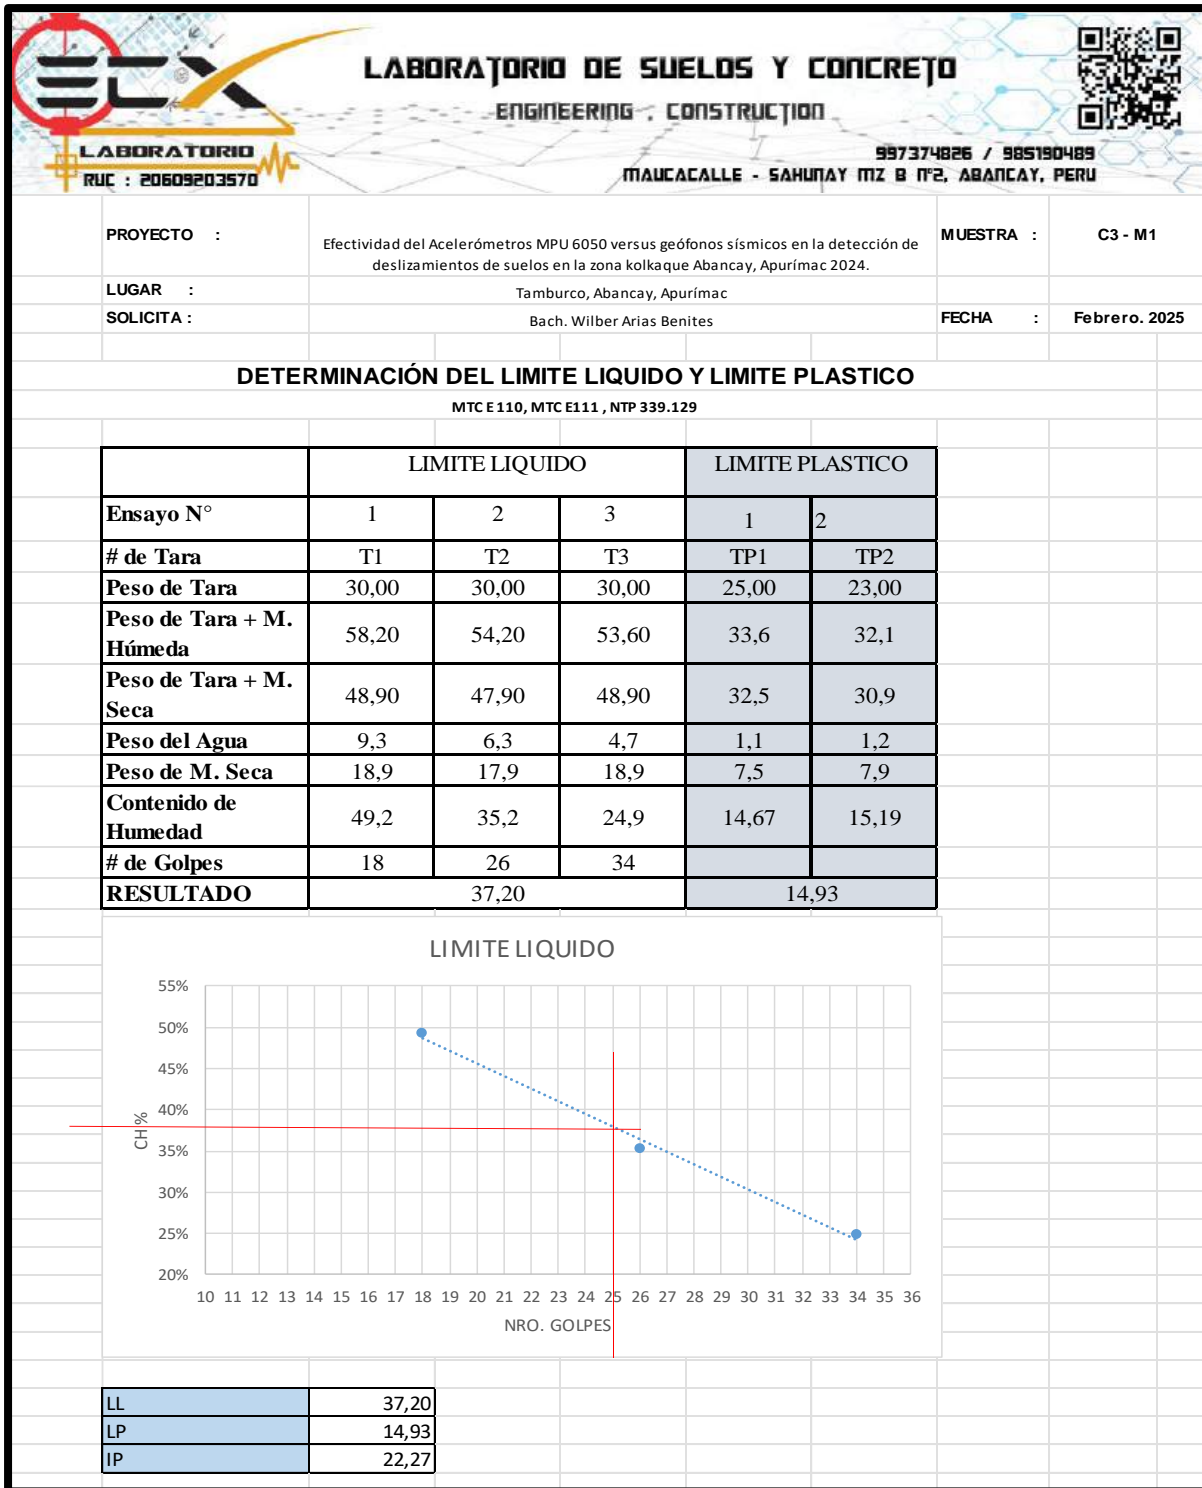 ECX
LABORATORIO
RUC : 20609203570
LABORATORIO DE SUELOS Y CONCRETO
ENGINEERING , CONSTRUCTION
997374826 / 985190489
MAUCACALLE - SAHUNAY MZ B N°2, ABANCAY, PERU
PROYECTO :
Efectividad del Acelerómetros MPU 6050 versus geófonos sísmicos en la detección de
deslizamientos de suelos en la zona kolkaque Abancay, Apurímac 2024.
MUESTRA : C3 - M1
LUGAR : Tamburco, Abancay, Apurímac
SOLICITA : Bach. Wilber Arias Benites FECHA : Febrero. 2025
DETERMINACIÓN DEL LIMITE LIQUIDO Y LIMITE PLASTICO
MTC E 110, MTC E111 , NTP 339.129
LIMITE LIQUIDO LIMITE PLASTICO
Ensayo N° 1 2 3 1 2
# de Tara T1 T2 T3 TP1 TP2
Peso de Tara 30,00 30,00 30,00 25,00 23,00
Peso de Tara + M.
Húmeda 58,20 54,20 53,60 33,6 32,1
Peso de Tara + M.
Seca 48,90 47,90 48,90 32,5 30,9
Peso del Agua 9,3 6,3 4,7 1,1 1,2
Peso de M. Seca 18,9 17,9 18,9 7,5 7,9
Contenido de
Humedad 49,2 35,2 24,9 14,67 15,19
# de Golpes 18 26 34
RESULTADO 37,20 14,93
LIMITE LIQUIDO
55%
50%
45%
40%
35%
30%
25%
20%
CH %
10 11 12 13 14 15 16 17 18 19 20 21 22 23 24 25 26 27 28 29 30 31 32 33 34 35 36
NRO. GOLPES
LL 37,20
LP 14,93
IP 22,27